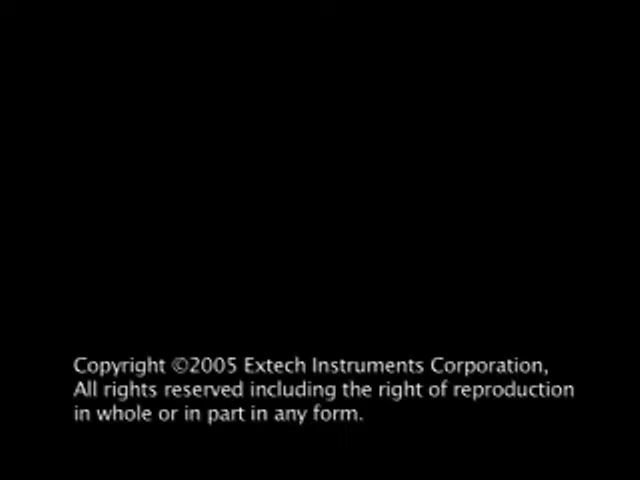 Copyright ©2005 Extech Instruments Corporation,
All rights reserved including the right of reproduction
in whole or in part in any form.